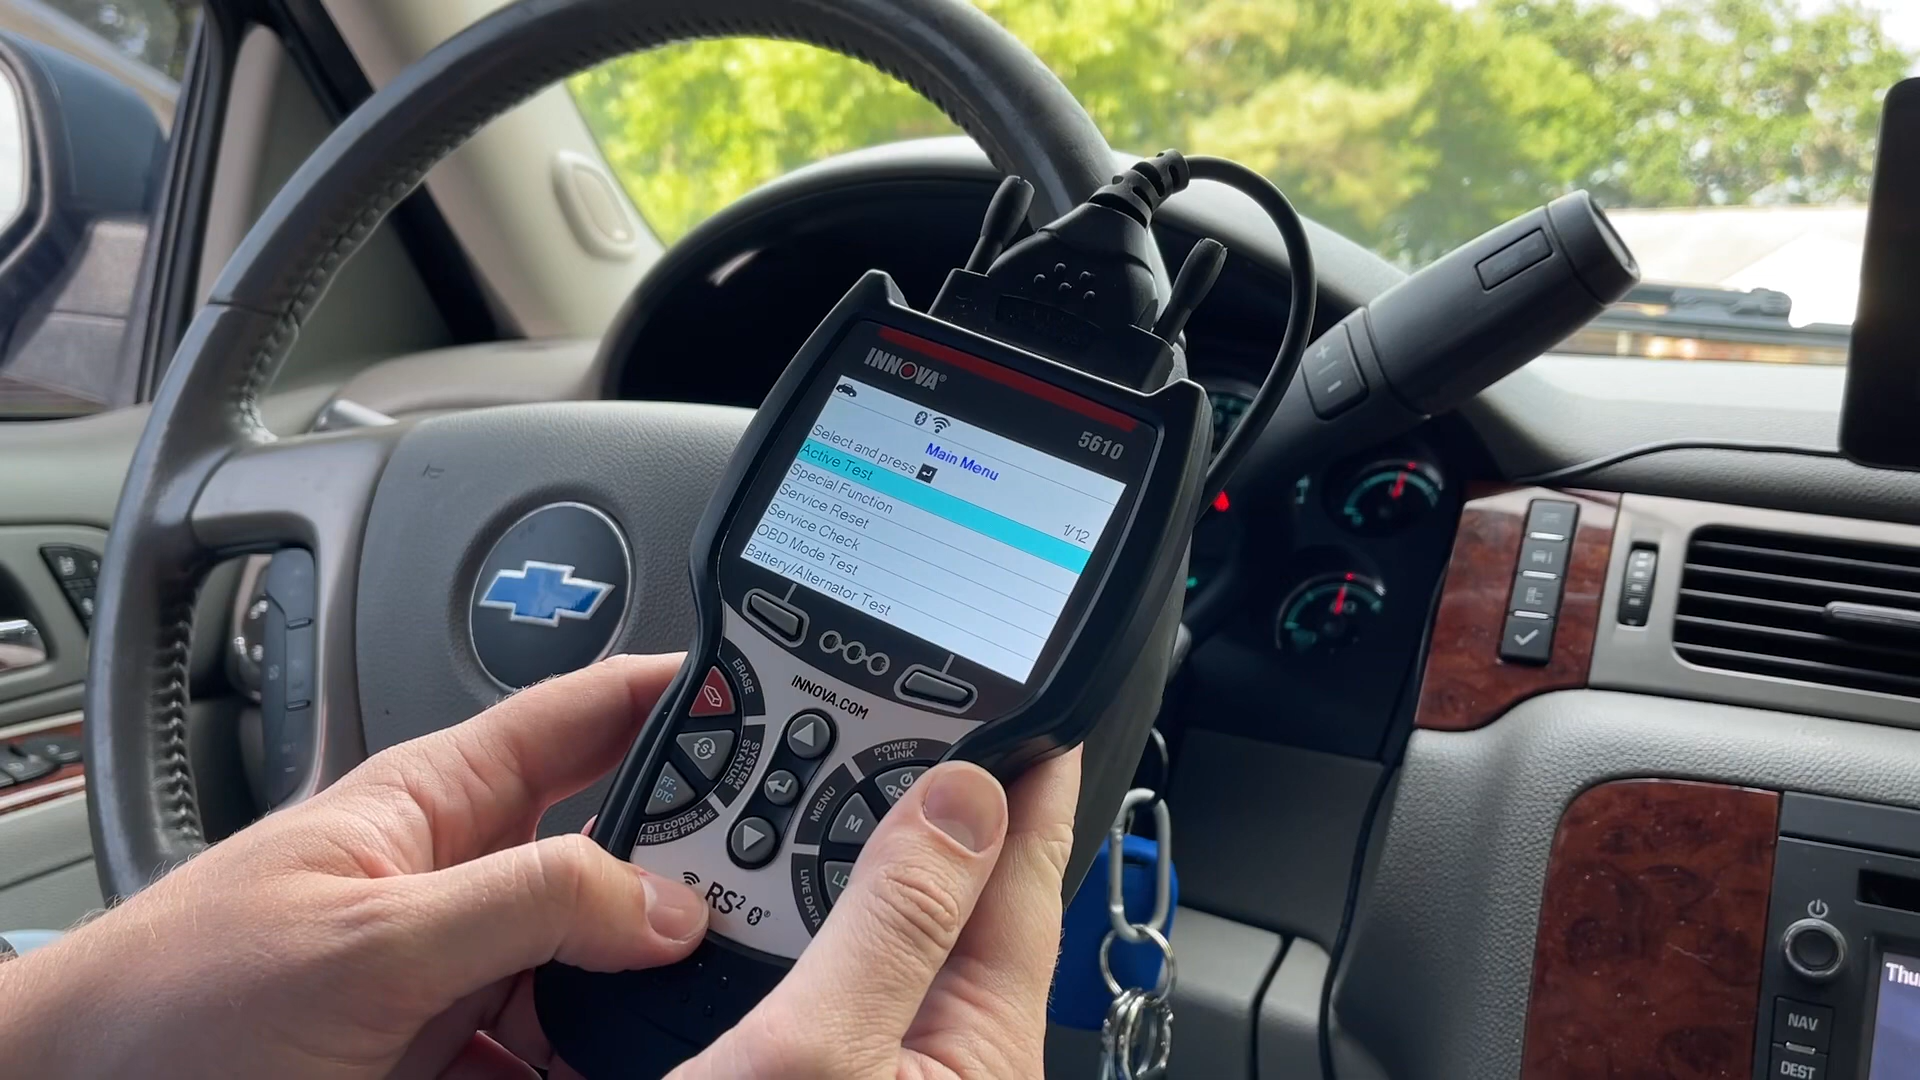 INNOVA®
5610
Main Menu
Select and press
Active Test 1/12
Special Function
Service Reset
Service Check
OBD Mode Test
Battery/Alternator Test
INNOVA.COM
ERASE
SYSTEM STATUS
FF•
DTC
DT CODES•
FREEZE FRAME
POWER
LINK
MENU
M
LD
LIVE DATA
RS²
+
-
Thu
NAV
DEST